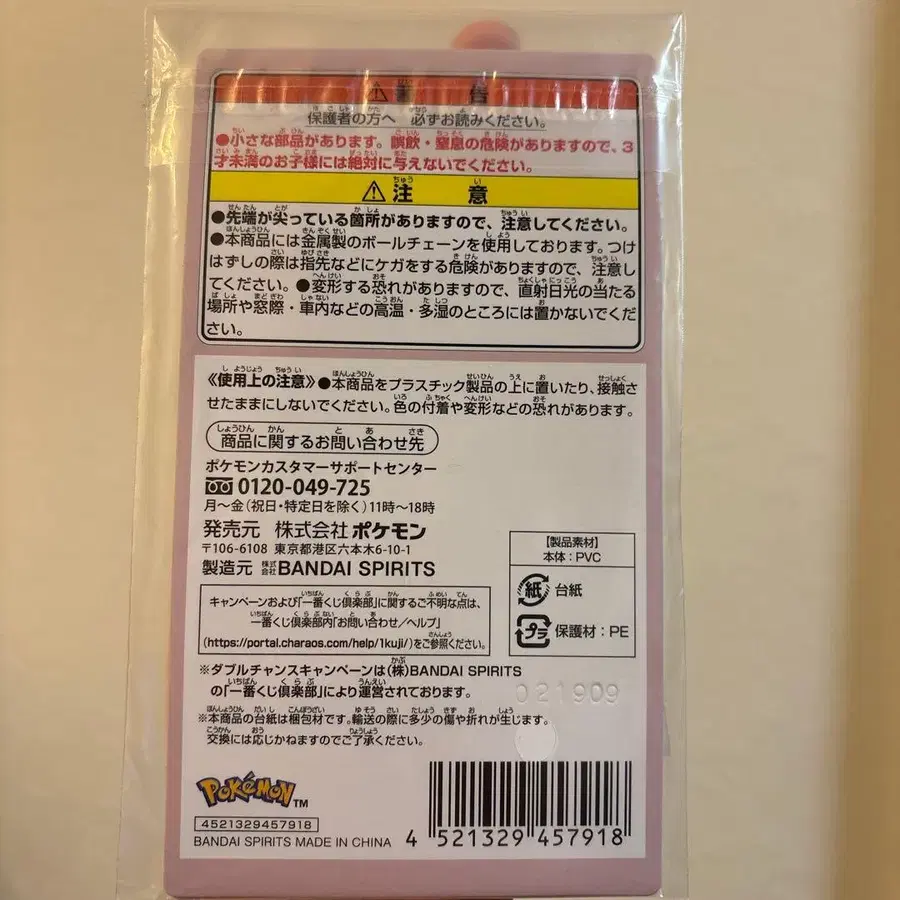 ⚠警 告
保護者の方へ 必ずお読みください。
●小さな部品があります。誤飲・窒息の危険がありますので、3
才未満のお子様には絶対に与えないでください。
⚠注 意
●先端が尖っている箇所がありますので、注意してください。
●本商品には金属製のボールチェーンを使用しております。つけ
はずしの際は指先などにケガをする危険がありますので、注意し
てください。●変形する恐れがありますので、直射日光の当たる
場所や窓際・車内などの高温・多湿のところには置かないでくだ
さい。
《使用上の注意》●本商品をプラスチック製品の上に置いたり、接触さ
せたままにしないでください。色の付着や変形などの恐れがあります。
商品に関するお問い合わせ先
ポケモンカスタマーサポートセンター
0120-049-725
月～金(祝日・特定日を除く)11時～18時
発売元 株式会社ポケモン
〒106-6108 東京都港区六本木6-10-1
製造元 株式会社BANDAI SPIRITS
【製品素材】
本体：PVC
紙 台紙
プラ 保護材：PE
キャンペーンおよび「一番くじ倶楽部」に関するご不明な点は、
一番くじ倶楽部内「お問い合わせ/ヘルプ」
(https://portal.charaos.com/help/1kuji/)をご参照ください。
※ダブルチャンスキャンペーンは(株)BANDAI SPIRITS
の「一番くじ倶楽部」により運営されております。
021909
※本商品の台紙は梱包材です。輸送の際に多少の傷や折れが生じます。
交換には応じかねますのでご了承ください。
POKéMON™
4521329457918
BANDAI SPIRITS MADE IN CHINA
4 521329 457918